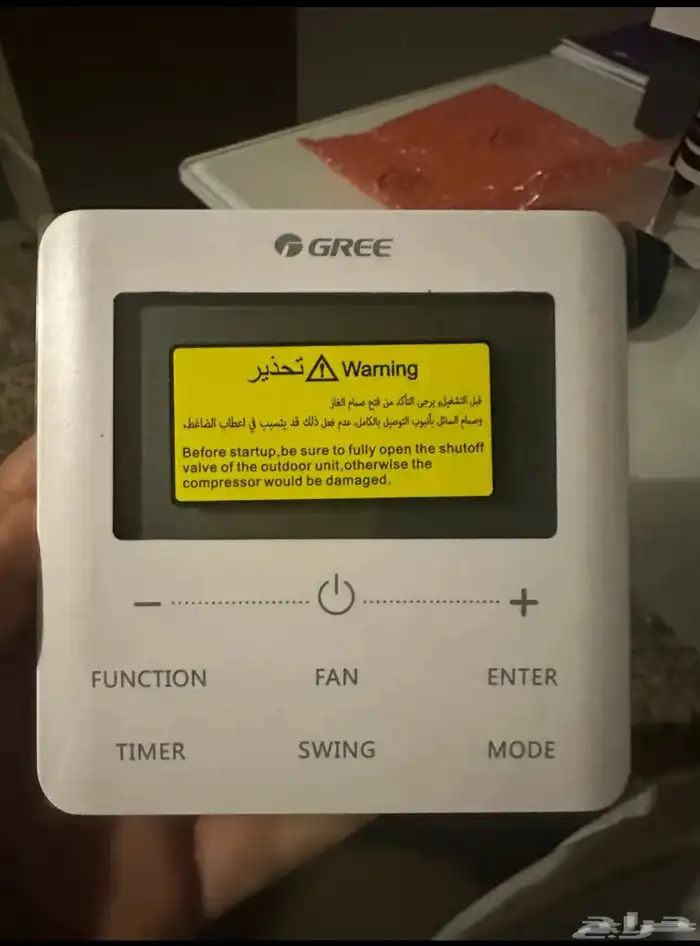 GREE
تحذير Warning
قبل التشغيل، يرجى التأكد من فتح صمام الغاز
وصمام السائل بأنبوب التوصيل بالكامل، عدم فعل ذلك قد يتسبب في اعطاب الضاغط.
Before startup,be sure to fully open the shutoff
valve of the outdoor unit,otherwise the
compressor would be damaged.
− +
FUNCTION FAN ENTER
TIMER SWING MODE
حراج